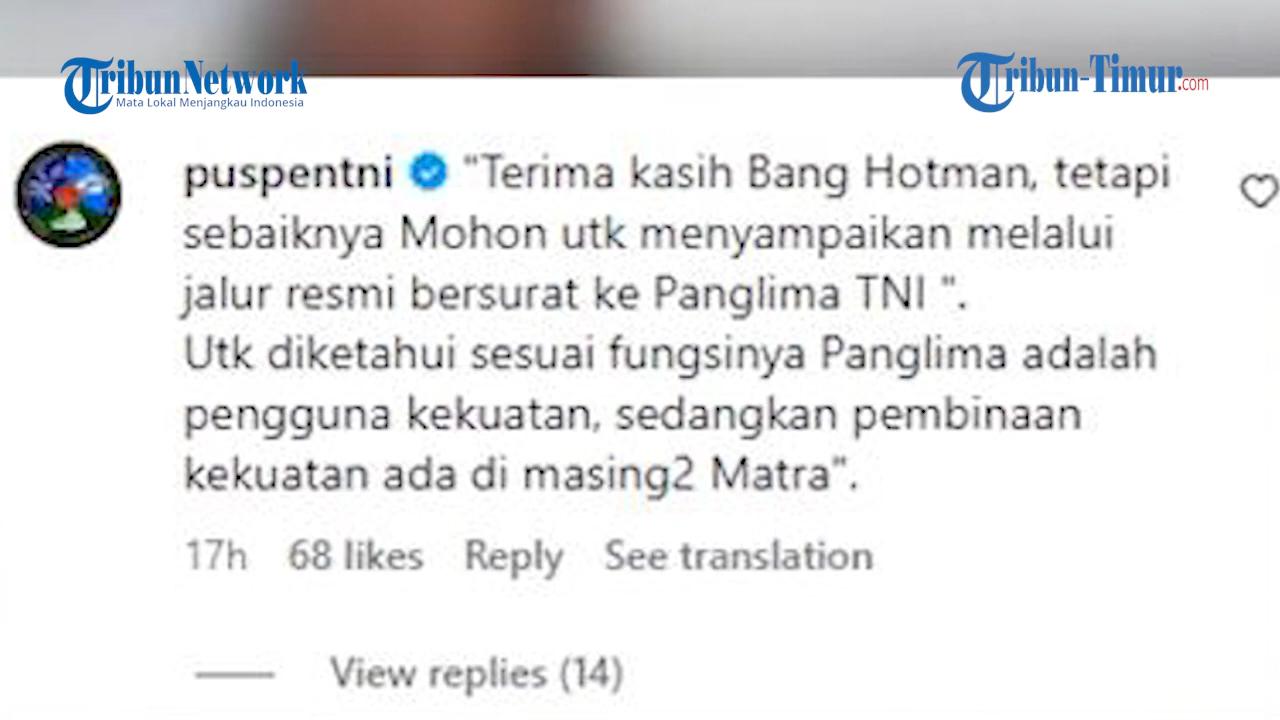 TribunNetwork
Mata Lokal Menjangkau Indonesia
Tribun-Timur.com
puspentni "Terima kasih Bang Hotman, tetapi
sebaiknya Mohon utk menyampaikan melalui
jalur resmi bersurat ke Panglima TNI ".
Utk diketahui sesuai fungsinya Panglima adalah
pengguna kekuatan, sedangkan pembinaan
kekuatan ada di masing2 Matra".
17h 68 likes Reply See translation
View replies (14)